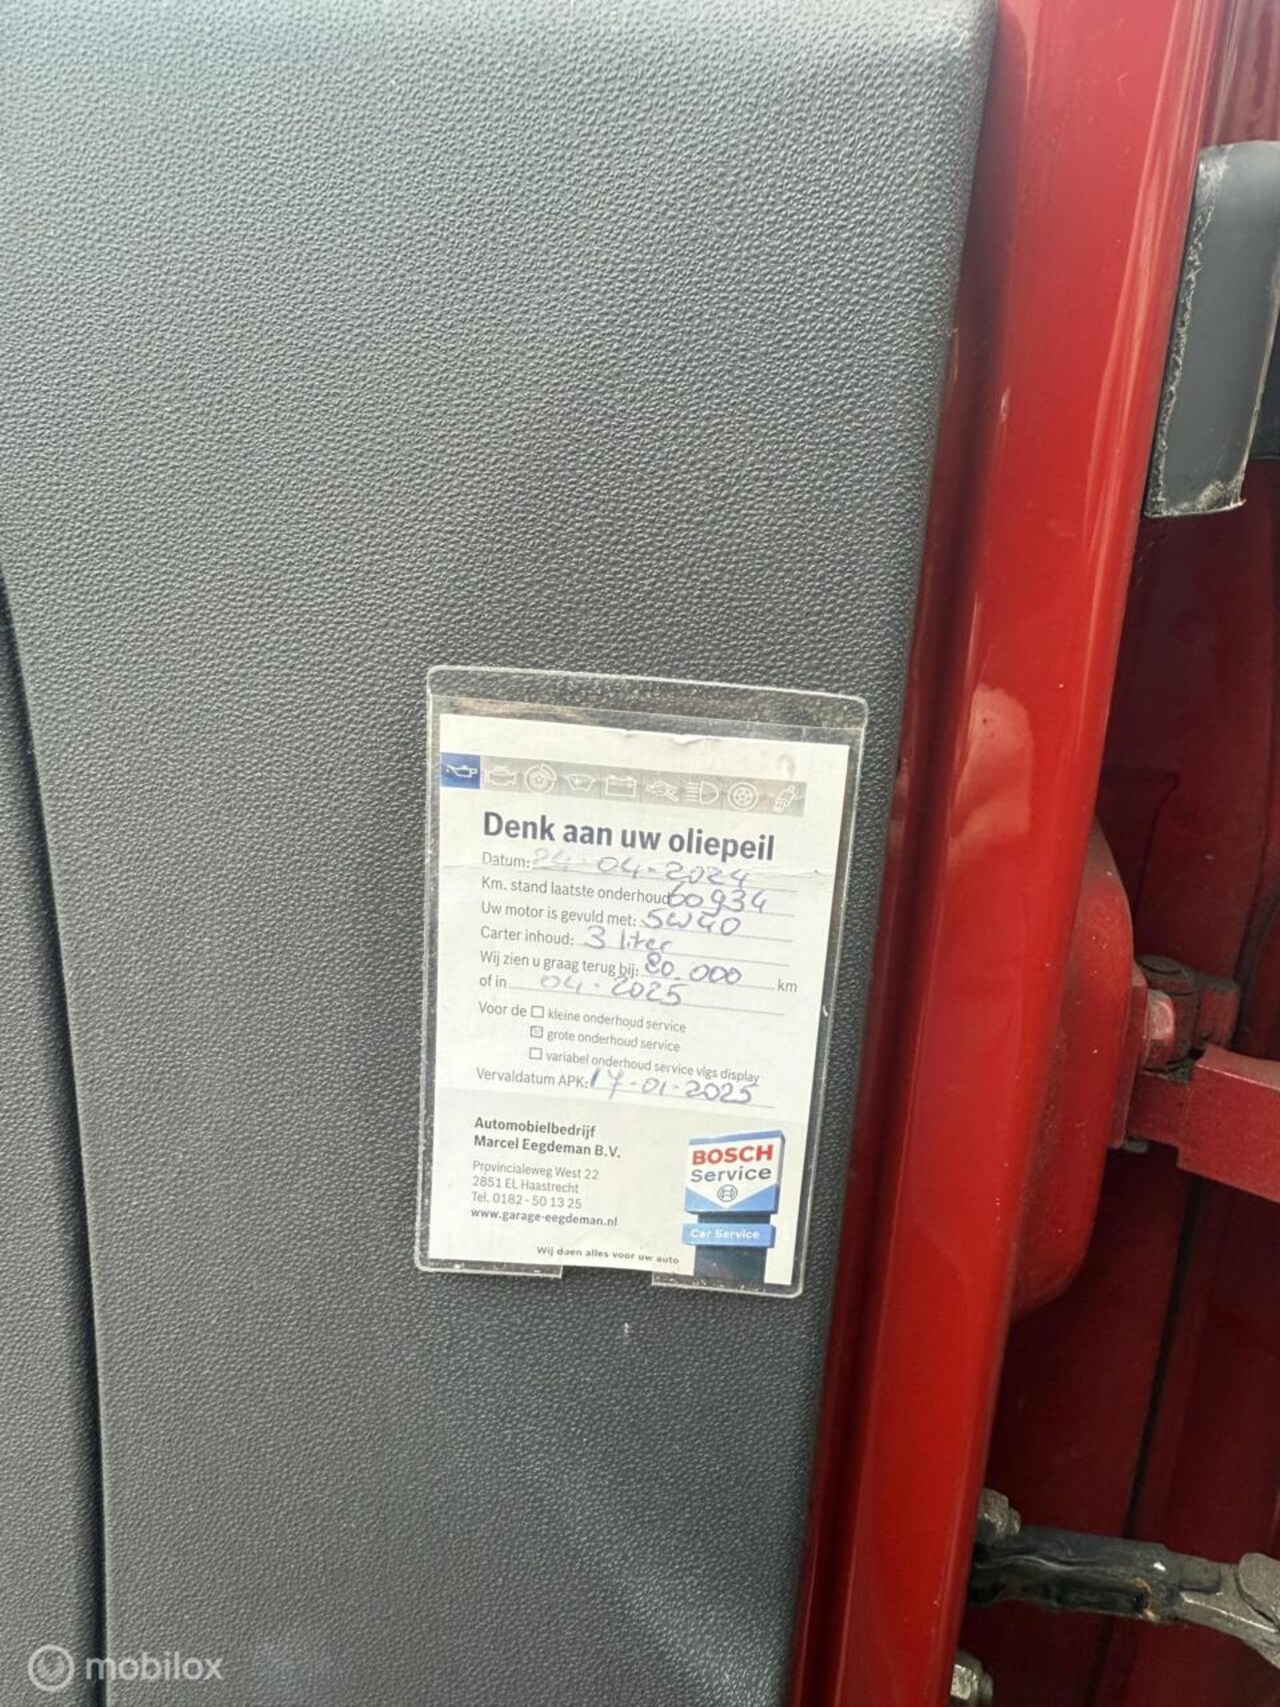 Denk aan uw oliepeil
Datum: 24-04-2024
Km. stand laatste onderhoud 60934
Uw motor is gevuld met: 5W40
Carter inhoud: 3 liter
Wij zien u graag terug bij: 80.000 km
of in 04-2025
Voor de kleine onderhoud service
grote onderhoud service
variabel onderhoud service vlgs display
Vervaldatum APK: 17-01-2025
Automobielbedrijf
Marcel Eegdeman B.V.
Provincialeweg West 22
2851 EL Haastrecht
Tel. 0182 - 50 13 25
www.garage-eegdeman.nl
BOSCH
Service
Car Service
Wij doen alles voor uw auto
mobilox